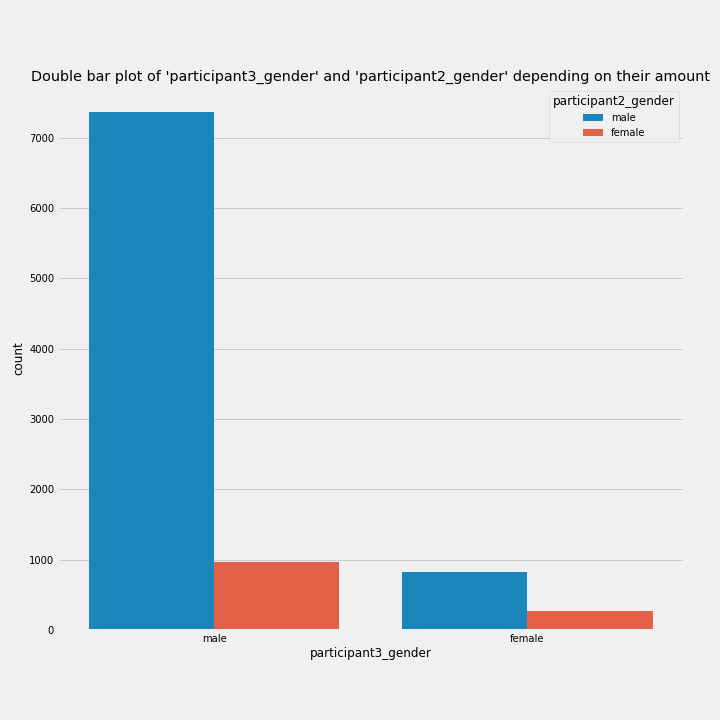 Double bar plot of 'participant3_gender' and 'participant2_gender' depending on their amount
participant2_gender
male
female
7000
6000
5000
4000
3000
2000
1000
0
count
male
female
participant3_gender